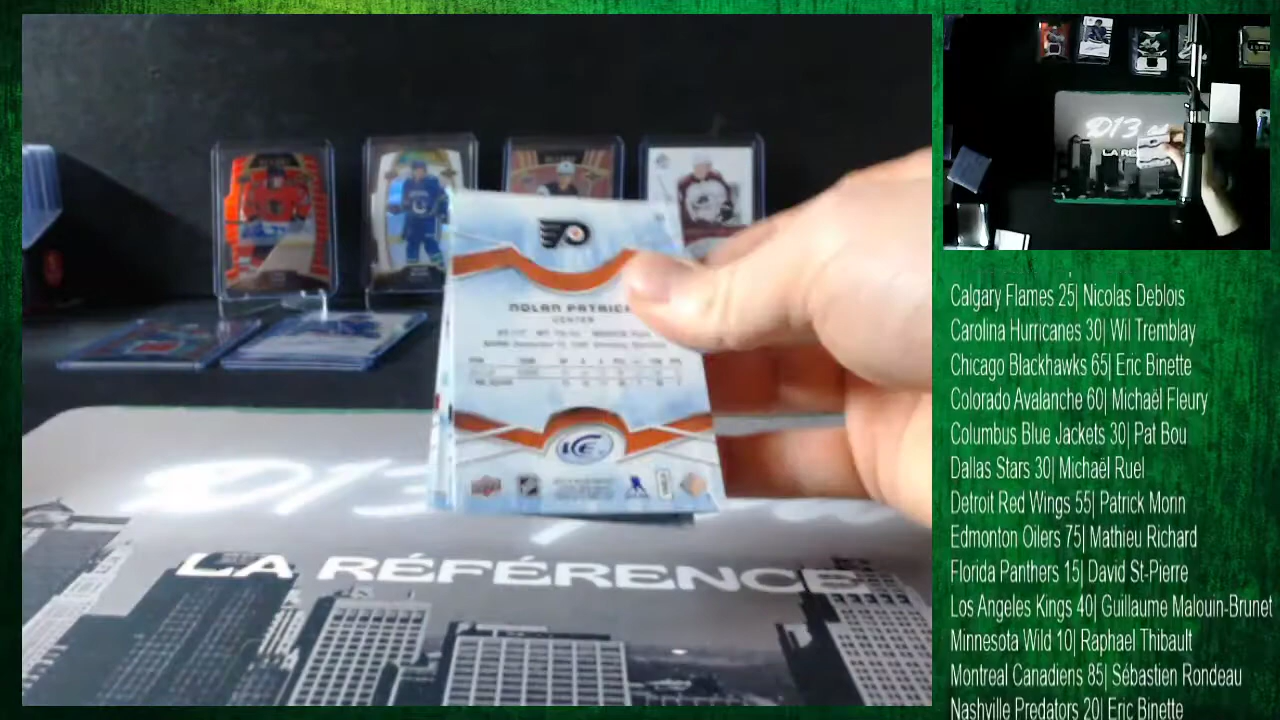 NOLAN PATRICK
CENTER
ICE
D13
LA RÉFÉRENCE
Calgary Flames 25| Nicolas Deblois
Carolina Hurricanes 30| Wil Tremblay
Chicago Blackhawks 65| Eric Binette
Colorado Avalanche 60| Michaël Fleury
Columbus Blue Jackets 30| Pat Bou
Dallas Stars 30| Michaël Ruel
Detroit Red Wings 55| Patrick Morin
Edmonton Oilers 75| Mathieu Richard
Florida Panthers 15| David St-Pierre
Los Angeles Kings 40| Guillaume Malouin-Brunet
Minnesota Wild 10| Raphael Thibault
Montreal Canadiens 85| Sébastien Rondeau
Nashville Predators 20| Eric Binette